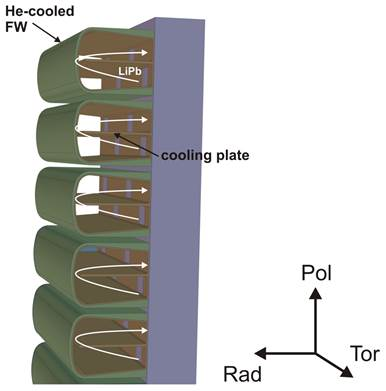 He-cooled
FW
LiPb
cooling plate
Pol
Tor
Rad